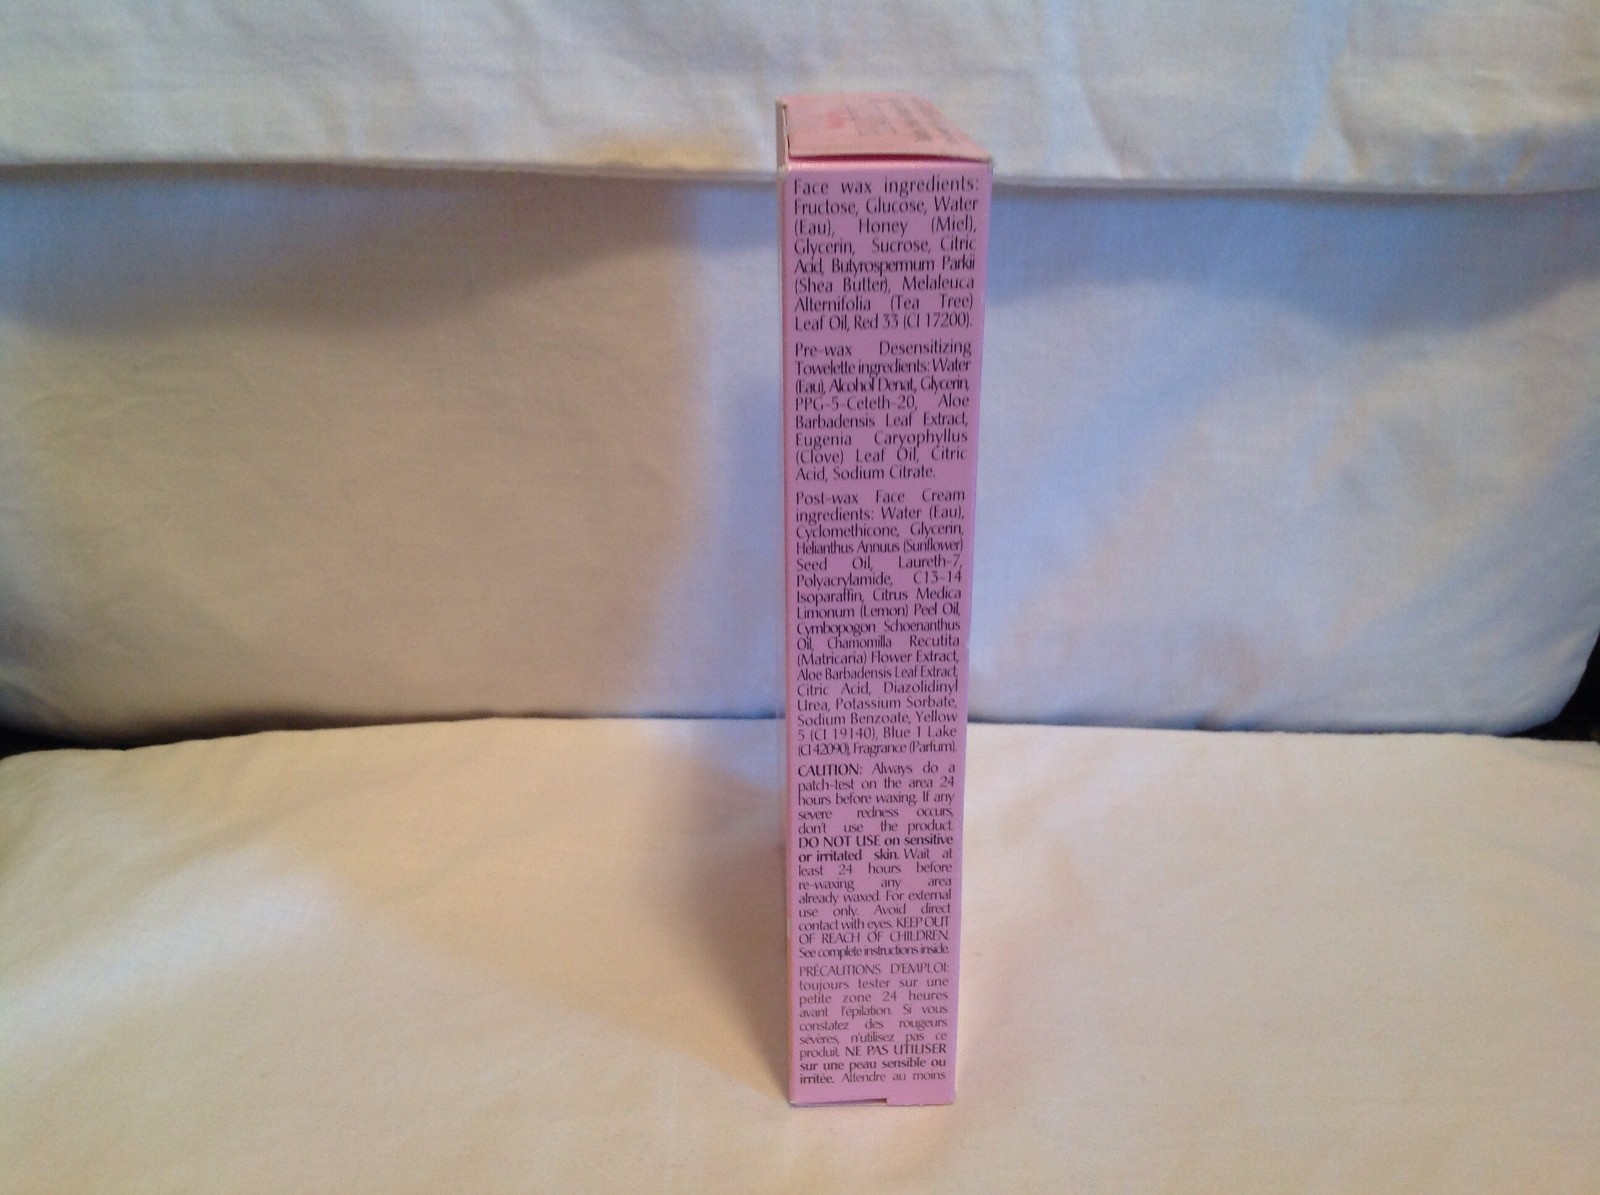 Face wax ingredients:
Fructose, Glucose, Water
(Eau), Honey (Miel),
Glycerin, Sucrose, Citric
Acid, Butyrospermum Parkii
(Shea Butter), Melaleuca
Alternifolia (Tea Tree)
Leaf Oil, Red 33 (CI 17200).
Pre-wax Desensitizing
Towelette ingredients: Water
(Eau), Alcohol Denat, Glycerin,
PPG-5-Ceteth-20, Aloe
Barbadensis Leaf Extract,
Eugenia Caryophyllus
(Clove) Leaf Oil, Citric
Acid, Sodium Citrate.
Post-wax Face Cream
ingredients: Water (Eau),
Cyclomethicone, Glycerin,
Helianthus Annuus (Sunflower)
Seed Oil, Laureth-7,
Polyacrylamide, C13-14
Isoparaffin, Citrus Medica
Limonum (Lemon) Peel Oil,
Cymbopogon Schoenanthus
Oil, Chamomilla Recutita
(Matricaria) Flower Extract,
Aloe Barbadensis Leaf Extract,
Citric Acid, Diazolidinyl
Urea, Potassium Sorbate,
Sodium Benzoate, Yellow
5 (CI 19140), Blue 1 Lake
(CI 42090), Fragrance (Parfum).
CAUTION: Always do a
patch-test on the area 24
hours before waxing. If any
severe redness occurs,
don't use the product.
DO NOT USE on sensitive
or irritated skin. Wait at
least 24 hours before
re-waxing any area
already waxed. For external
use only. Avoid direct
contact with eyes. KEEP OUT
OF REACH OF CHILDREN.
See complete instructions inside.
PRÉCAUTIONS D'EMPLOI:
toujours tester sur une
petite zone 24 heures
avant l'épilation. Si vous
constatez des rougeurs
sévères, n'utilisez pas ce
produit. NE PAS UTILISER
sur une peau sensible ou
irritée. Attendre au moins